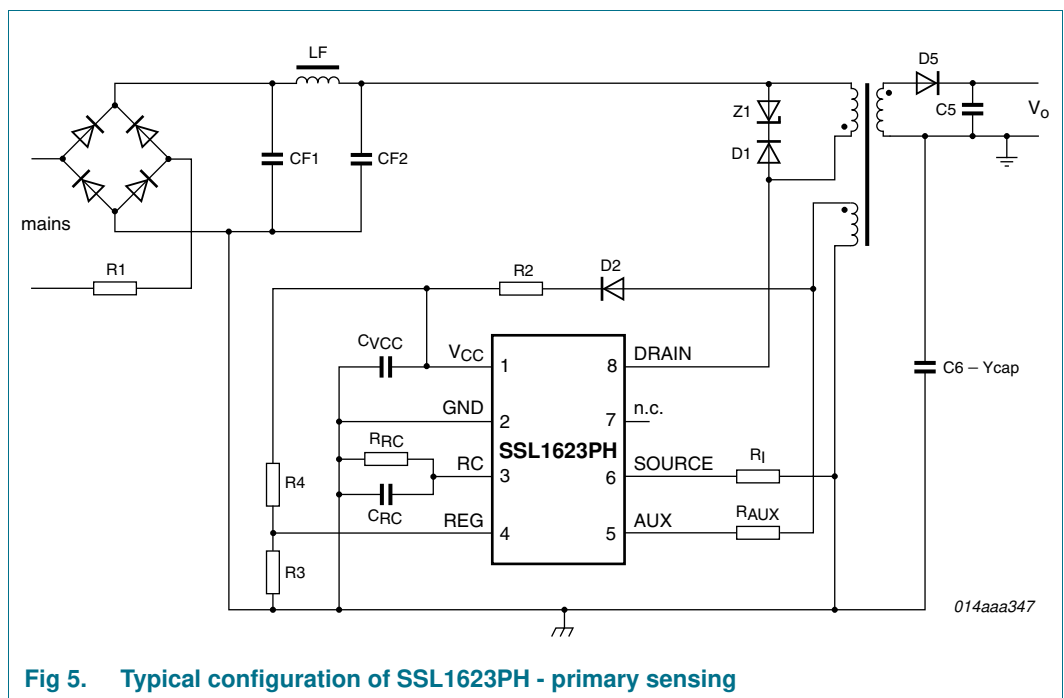 LF
D5
Z1
C5
Vo
D1
CF1
CF2
mains
R1
R2
D2
CVCC
VCC
1
8
DRAIN
C6 – Ycap
GND
2
7
n.c.
SSL1623PH
RRC
RC
3
6
SOURCE
RI
R4
CRC
REG
4
5
AUX
RAUX
R3
014aaa347
Fig 5. Typical configuration of SSL1623PH - primary sensing